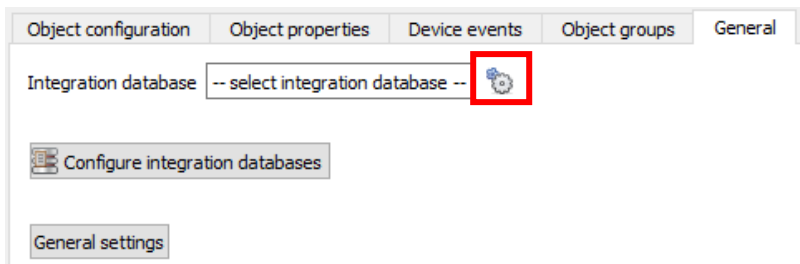 Object configuration Object properties Device events Object groups General
Integration database -- select integration database --
Configure integration databases
General settings